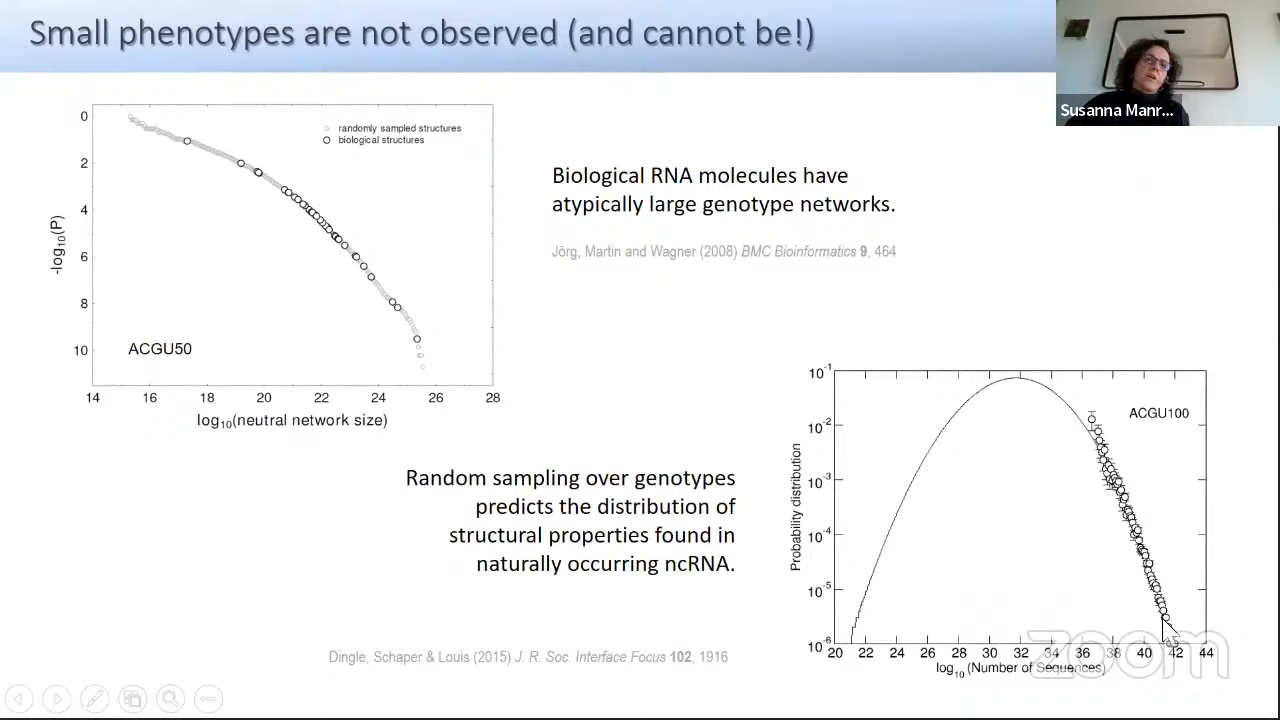 Small phenotypes are not observed (and cannot be!)
Susanna Manr...
0
2
4
6
8
10
-log10(P)
randomly sampled structures
biological structures
ACGU50
14 16 18 20 22 24 26 28
log10(neutral network size)
Biological RNA molecules have
atypically large genotype networks.
Jörg, Martin and Wagner (2008) BMC Bioinformatics 9, 464
Random sampling over genotypes
predicts the distribution of
structural properties found in
naturally occurring ncRNA.
Dingle, Schaper & Louis (2015) J. R. Soc. Interface Focus 102, 1916
10-1
10-2
10-3
10-4
10-5
10-6
Probability distribution
ACGU100
20 22 24 26 28 30 32 34 36 38 40 42 44
log10 (Number of Sequences)
zoom